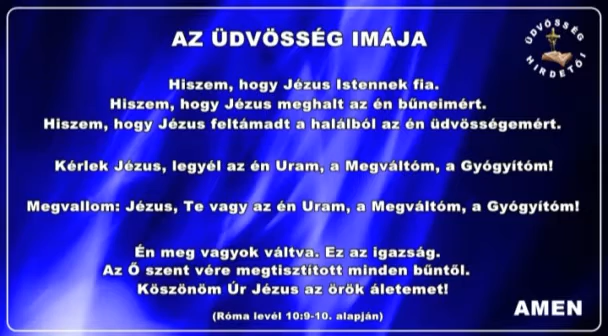 AZ ÜDVÖSSÉG IMÁJA
ÜDVÖSSÉG
HIRDETŐI
Hiszem, hogy Jézus Istennek fia.
Hiszem, hogy Jézus meghalt az én bűneimért.
Hiszem, hogy Jézus feltámadt a halálból az én üdvösségemért.
Kérlek Jézus, legyél az én Uram, a Megváltóm, a Gyógyítóm!
Megvallom: Jézus, Te vagy az én Uram, a Megváltóm, a Gyógyítóm!
Én meg vagyok váltva. Ez az igazság.
Az Ő szent vére megtisztított minden bűntől.
Köszönöm Úr Jézus az örök életemet!
(Róma levél 10:9-10. alapján)
AMEN